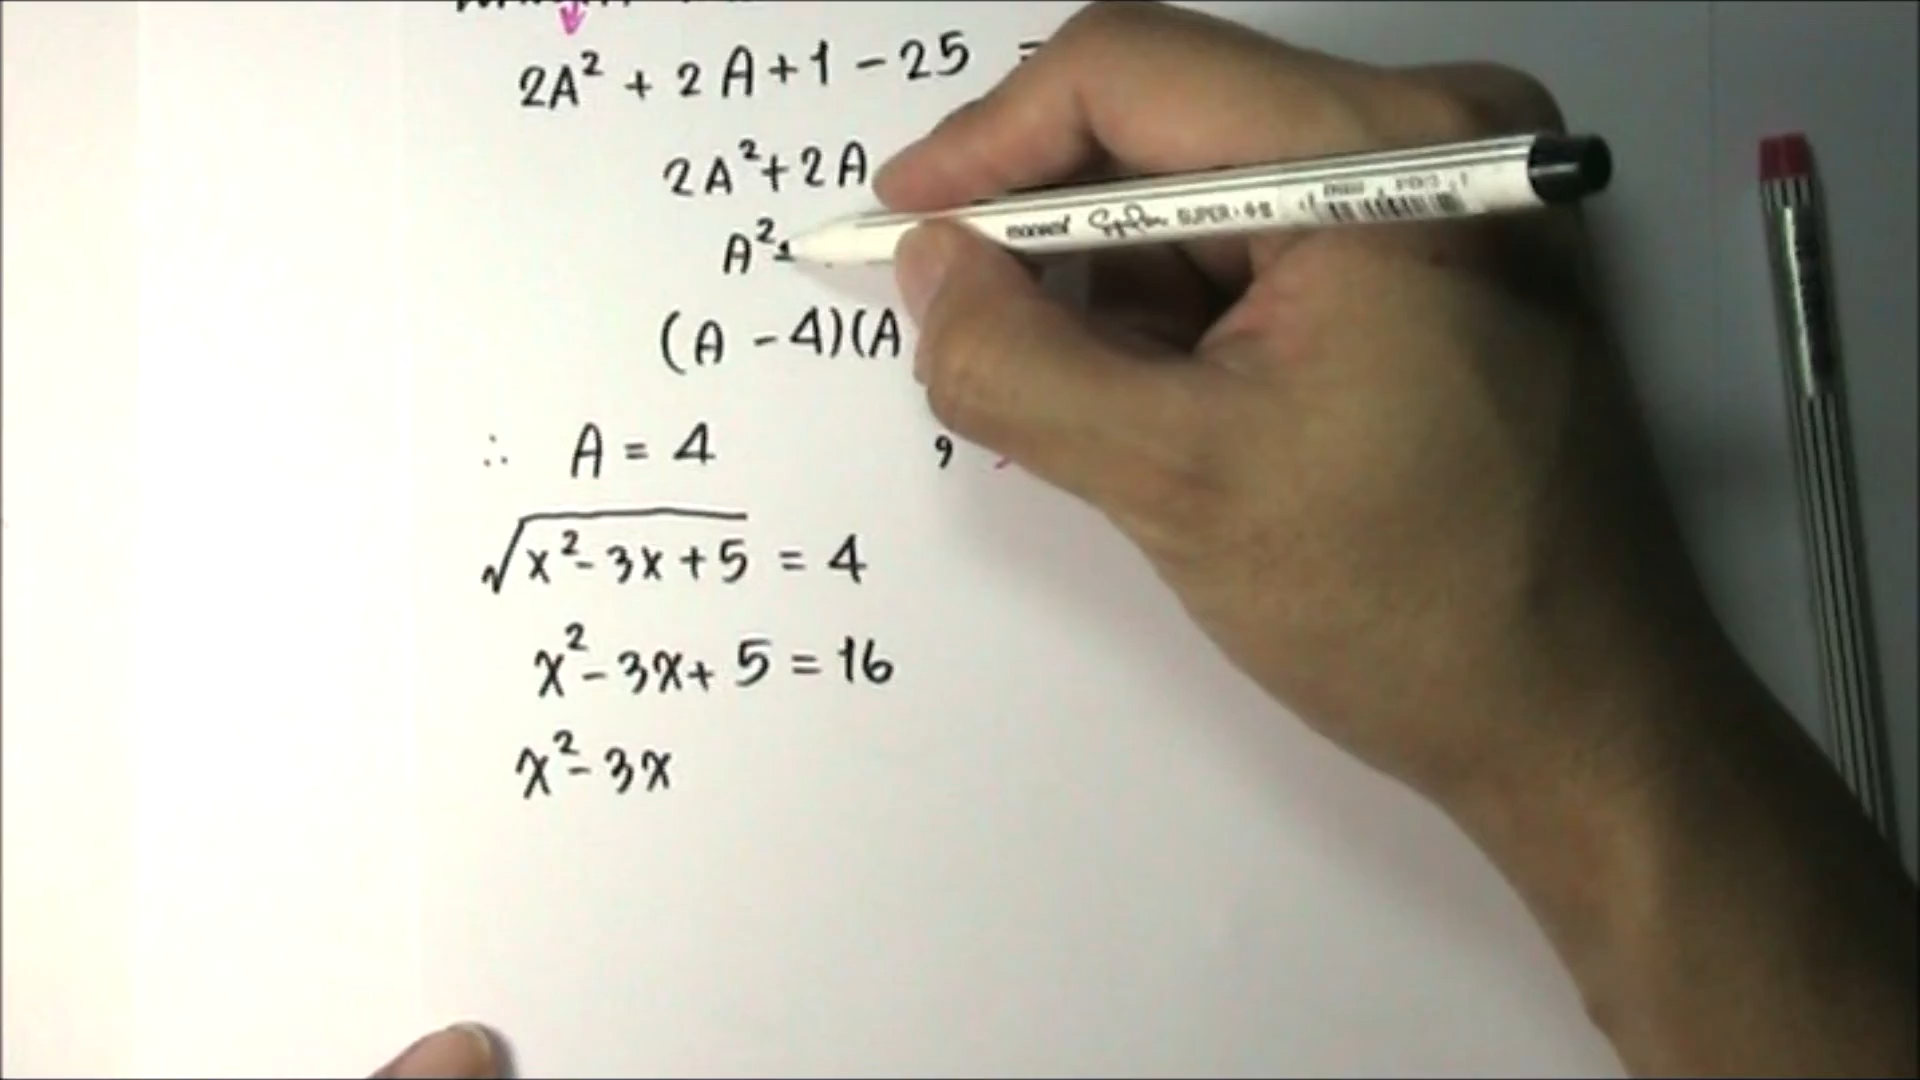 2A² + 2A + 1 - 25 =
2A² + 2A
A²
(A - 4)(A
∴ A = 4 ,
√x² - 3x + 5 = 4
x² - 3x + 5 = 16
x² - 3x